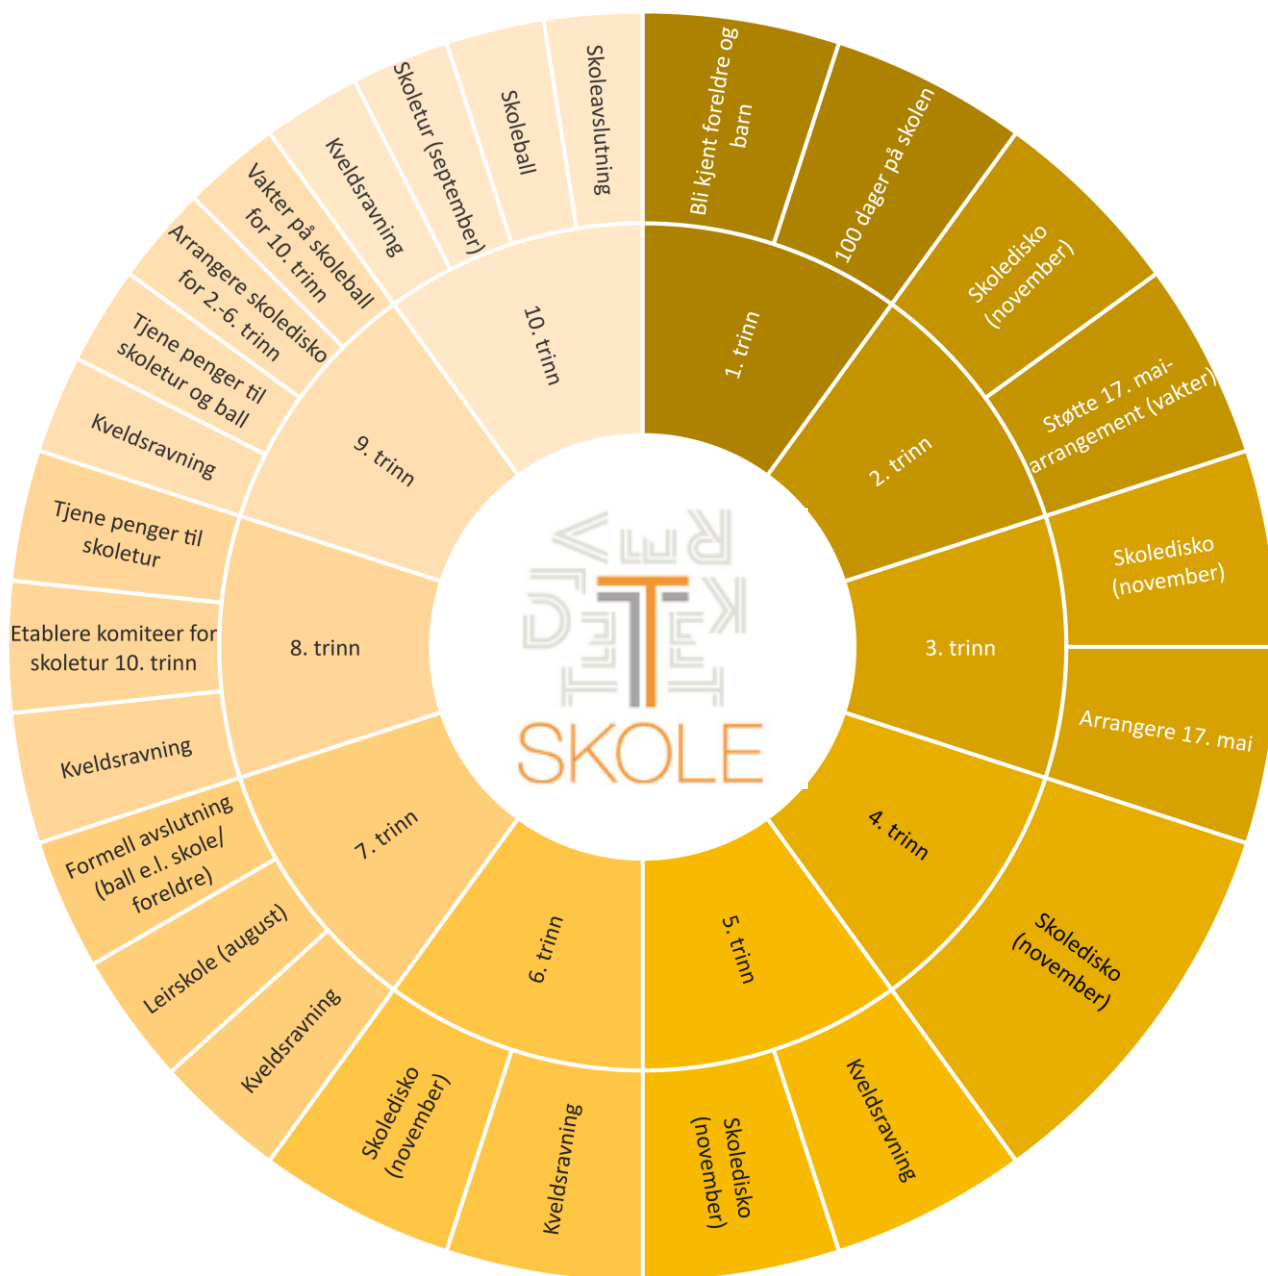 1. trinn
Bli kjent foreldre og
barn
100 dager på skolen
2. trinn
Skoledisko
(november)
Støtte 17. mai-
arrangement (vakter)
3. trinn
Skoledisko
(november)
Arrangere 17. mai
4. trinn
Skoledisko
(november)
5. trinn
Kveldsravning
Skoledisko
(november)
6. trinn
Kveldsravning
Skoledisko
(november)
7. trinn
Kveldsravning
Leirskole (august)
Formell avslutning
(ball e.l. skole/
foreldre)
8. trinn
Kveldsravning
Etablere komiteer for
skoletur 10. trinn
Tjene penger til
skoletur
9. trinn
Kveldsravning
Tjene penger til
skoletur og ball
Arrangere skoledisko
for 2.-6. trinn
Vakter på skoleball
for 10. trinn
10. trinn
Kveldsravning
Skoletur (september)
Skoleball
Skoleavslutning
SKOLE